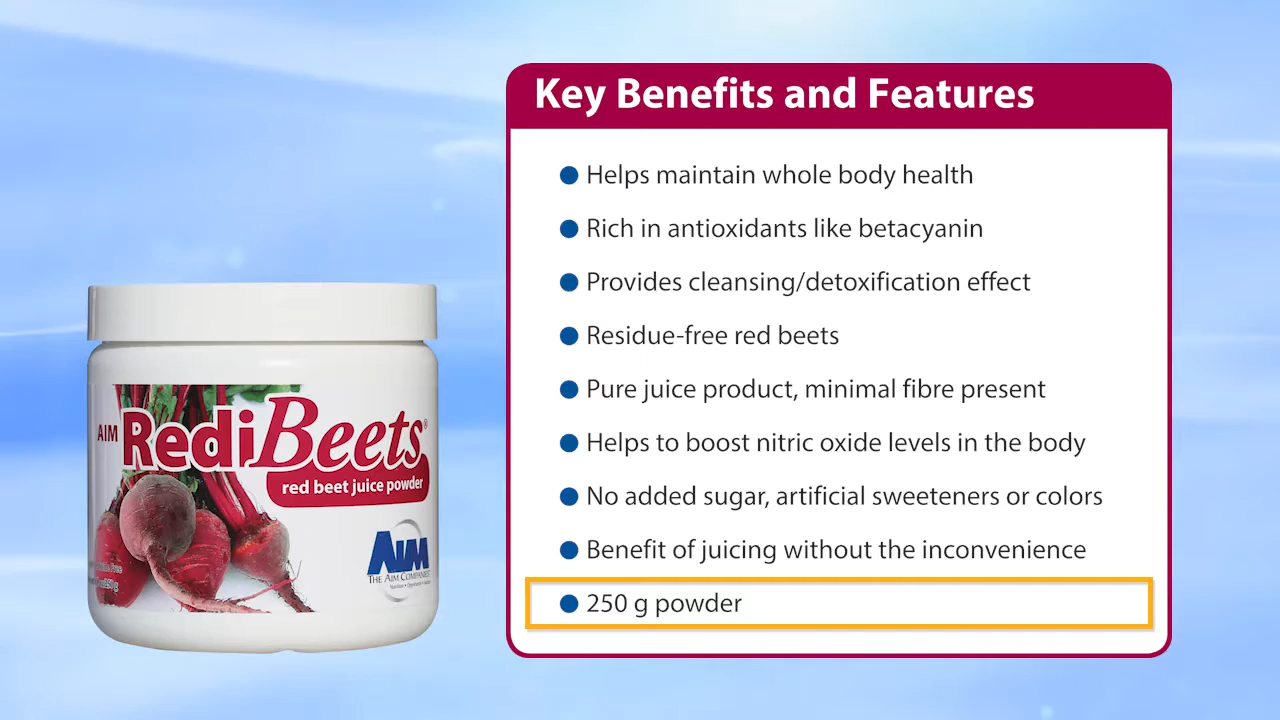 Key Benefits and Features
Helps maintain whole body health
Rich in antioxidants like betacyanin
Provides cleansing/detoxification effect
Residue-free red beets
Pure juice product, minimal fibre present
Helps to boost nitric oxide levels in the body
No added sugar, artificial sweeteners or colors
Benefit of juicing without the inconvenience
250 g powder
AIM RediBeets®
red beet juice powder
AIM
THE AIM COMPANIES